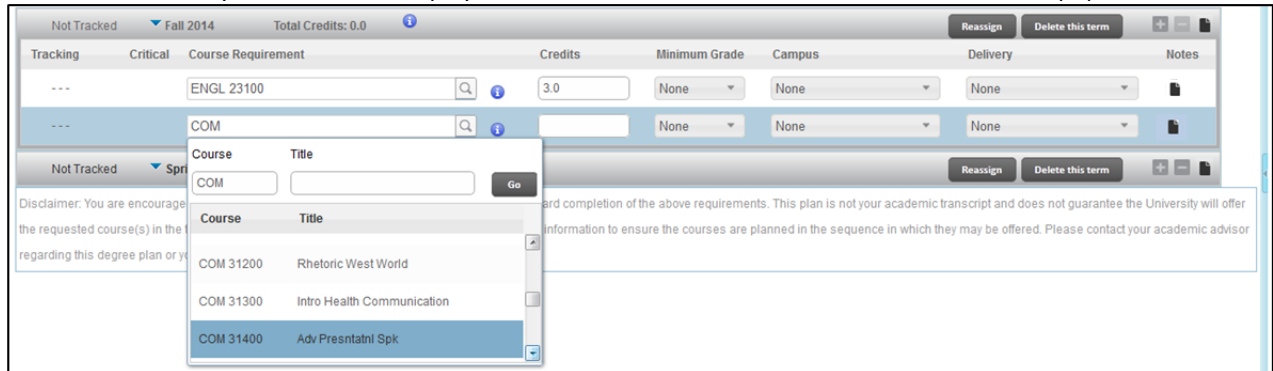 Not Tracked Fall 2014 Total Credits: 0.0 Reassign Delete this term
Tracking Critical Course Requirement Credits Minimum Grade Campus Delivery Notes
--- ENGL 23100 3.0 None None None
--- COM None None None
Course Title
COM Go
Course Title
COM 31200 Rhetoric West World
COM 31300 Intro Health Communication
COM 31400 Adv Presntatnl Spk
Not Tracked Spri Reassign Delete this term
Disclaimer: You are encourage ard completion of the above requirements. This plan is not your academic transcript and does not guarantee the University will offer
the requested course(s) in the t information to ensure the courses are planned in the sequence in which they may be offered. Please contact your academic advisor
regarding this degree plan or y